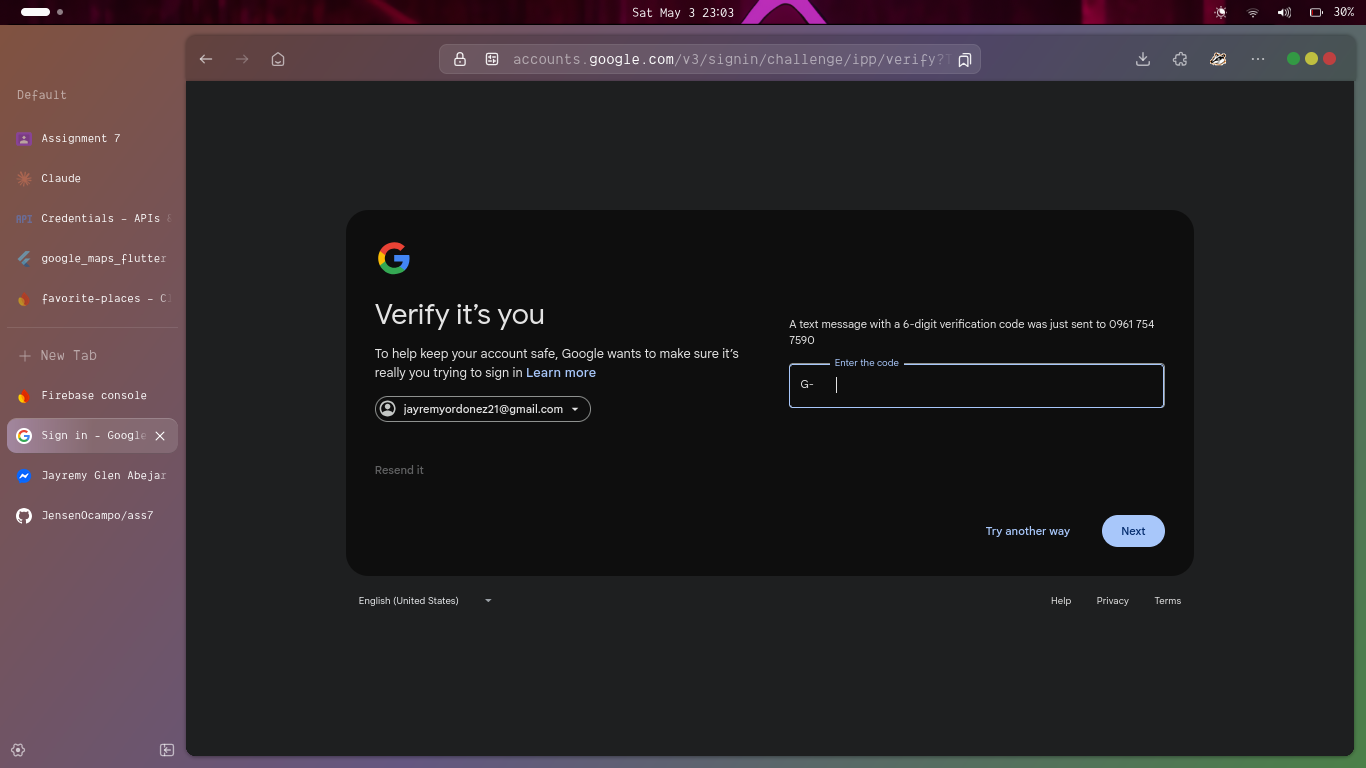 Sat May 3 23:03
30%
accounts.google.com/v3/signin/challenge/ipp/verify?T
Default
Assignment 7
Claude
API Credentials – APIs &
google_maps_flutter
favorite-places – Cl
New Tab
Firebase console
Sign in - Google
Jayremy Glen Abejar
JensenOcampo/ass7
Verify it’s you
To help keep your account safe, Google wants to make sure it’s
really you trying to sign in Learn more
jayremyordonez21@gmail.com
Resend it
A text message with a 6-digit verification code was just sent to 0961 754
7590
Enter the code
G-
Try another way
Next
English (United States)
Help
Privacy
Terms